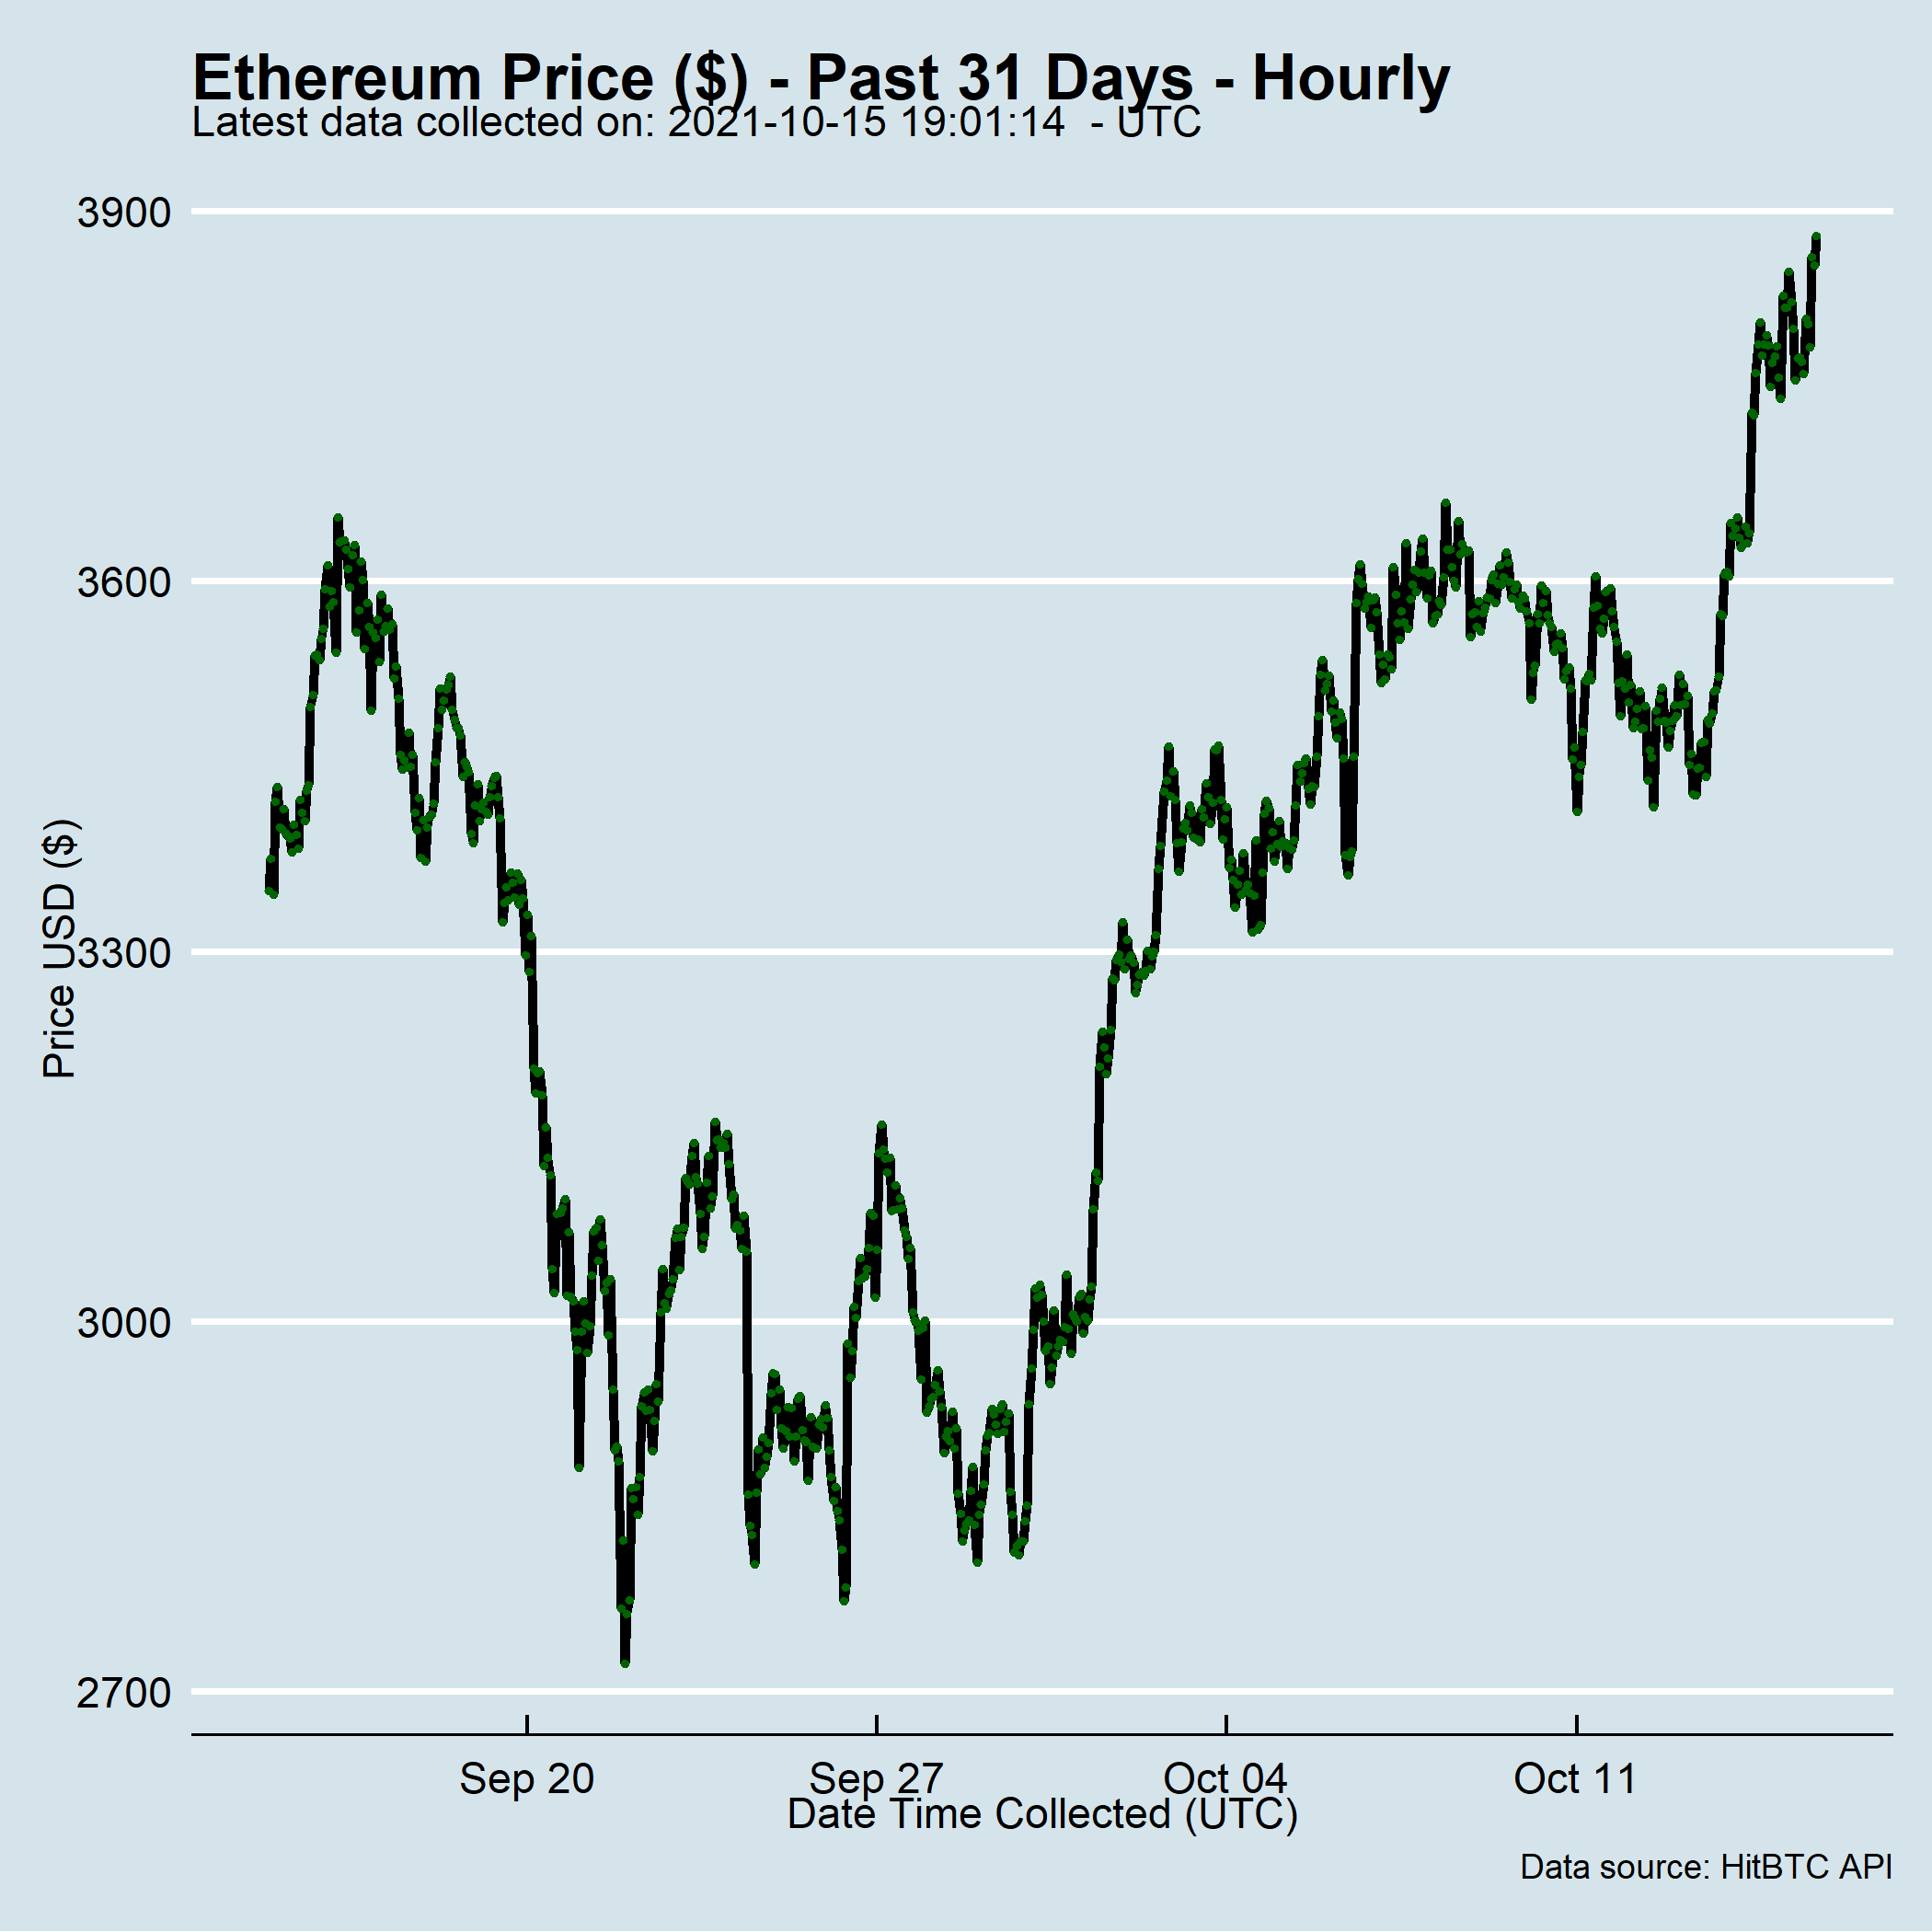 Ethereum Price ($) - Past 31 Days - Hourly
Latest data collected on: 2021-10-15 19:01:14  - UTC
3900
3600
3300
3000
2700
Price USD ($)
Sep 20
Sep 27
Oct 04
Oct 11
Date Time Collected (UTC)
Data source: HitBTC API